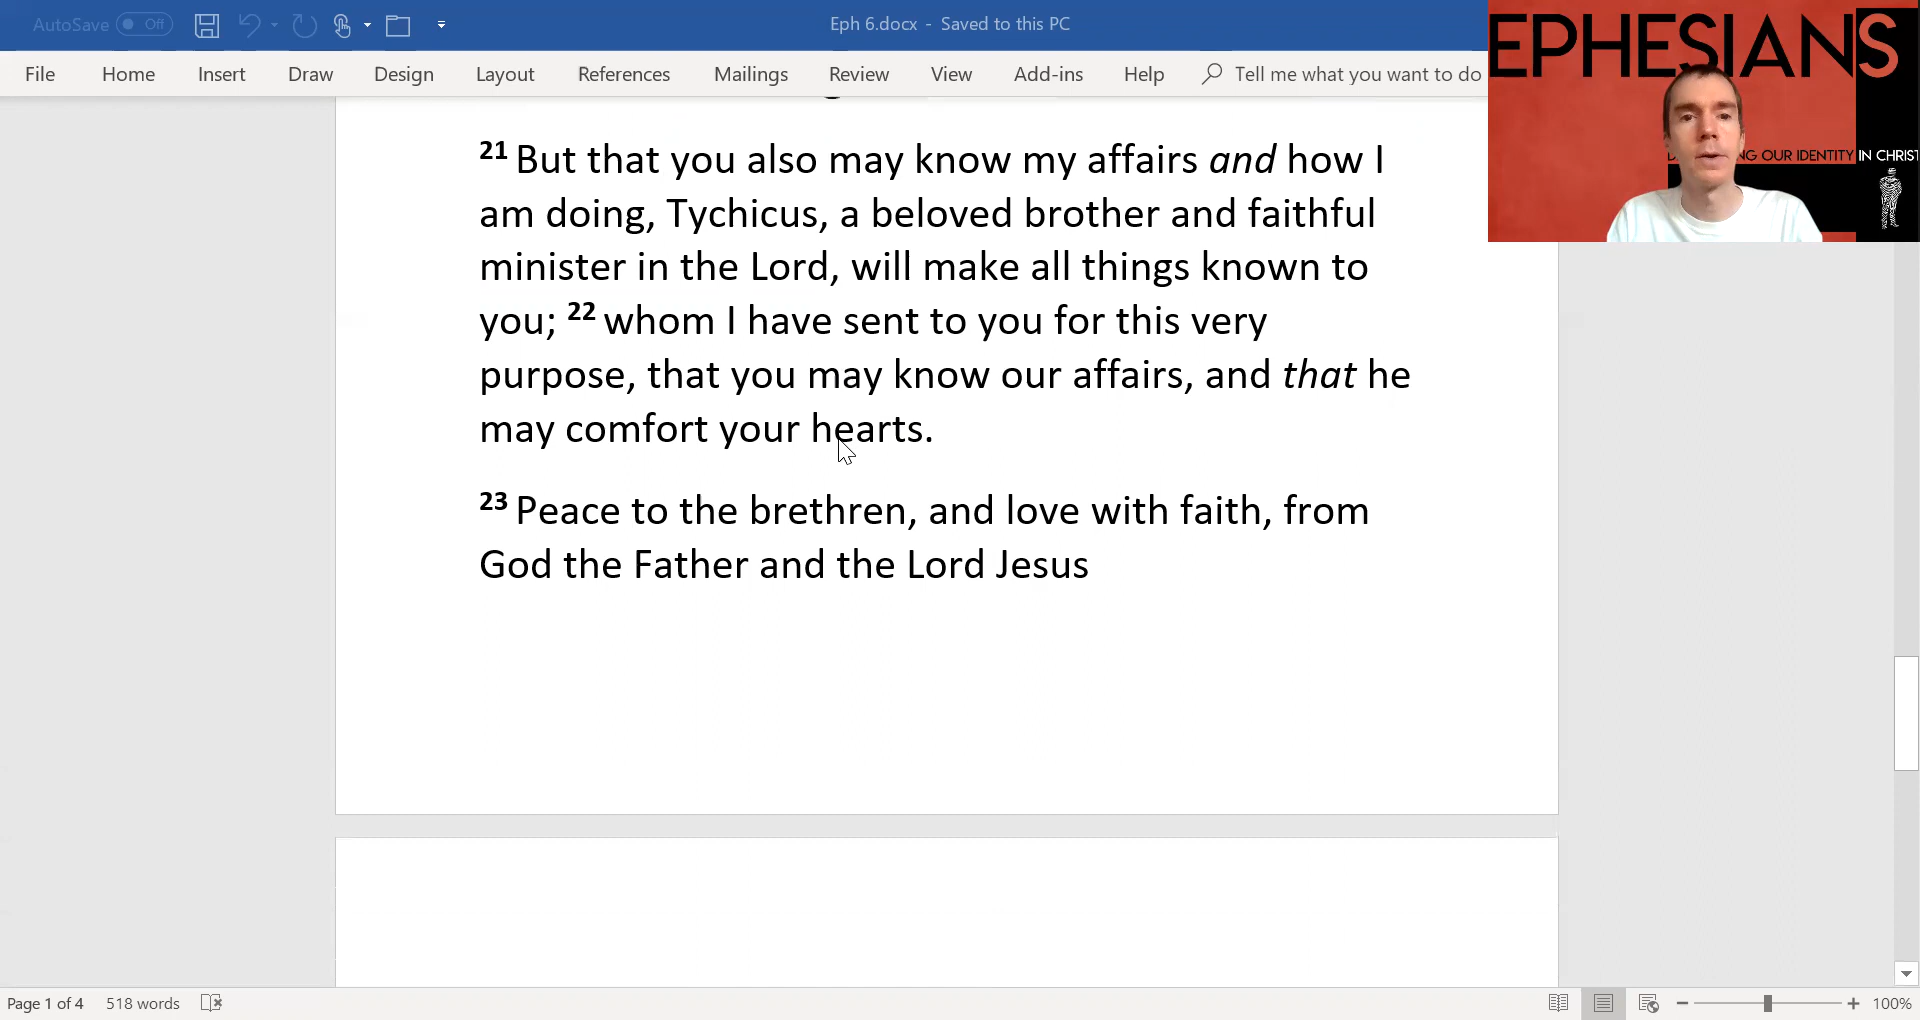 AutoSave Off
Eph 6.docx - Saved to this PC
EPHESIANS
File Home Insert Draw Design Layout References Mailings Review View Add-ins Help Tell me what you want to do
OUR IDENTITY IN CHRIST
21 But that you also may know my affairs and how I
am doing, Tychicus, a beloved brother and faithful
minister in the Lord, will make all things known to
you; 22 whom I have sent to you for this very
purpose, that you may know our affairs, and that he
may comfort your hearts.
23 Peace to the brethren, and love with faith, from
God the Father and the Lord Jesus
Page 1 of 4 518 words 100%